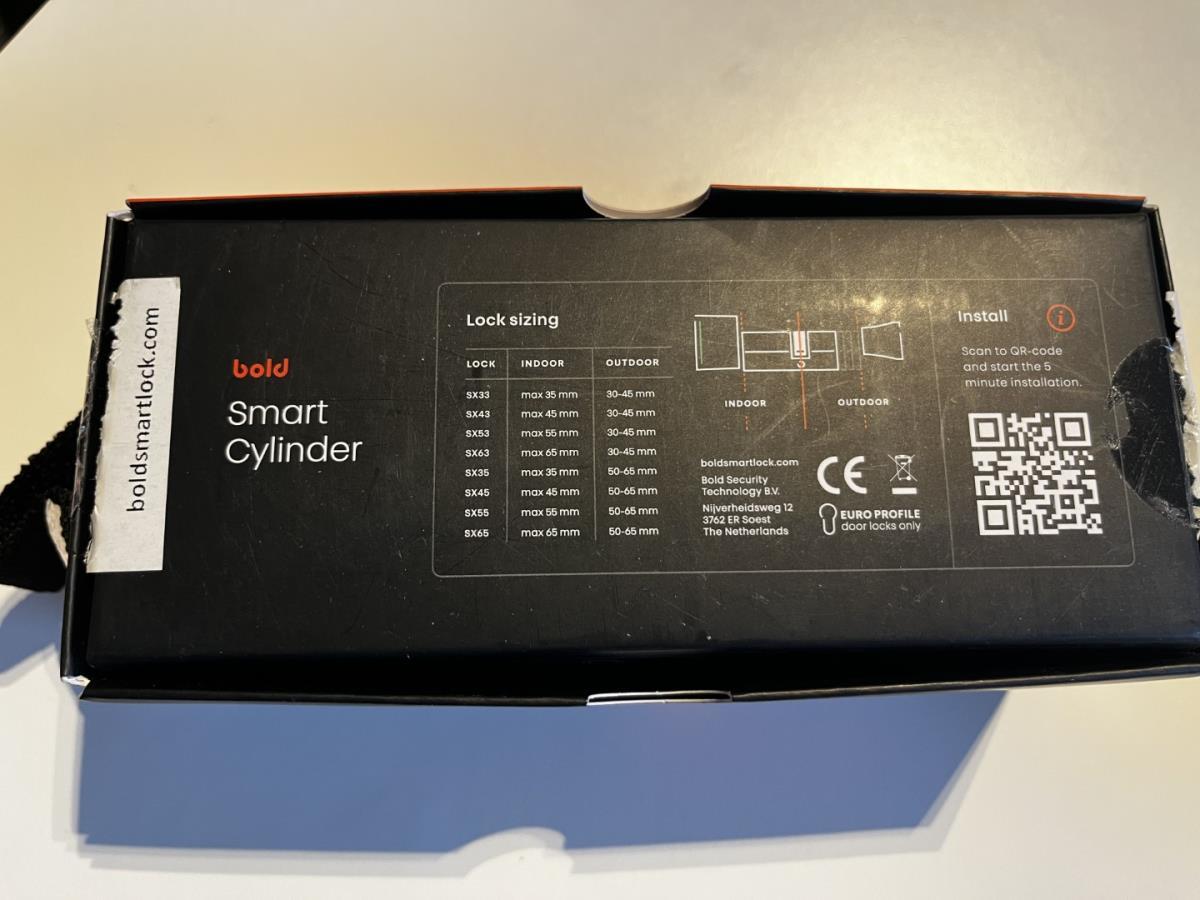 boldsmartlock.com
bold
Smart
Cylinder
Lock sizing
LOCK INDOOR OUTDOOR
SX33 max 35 mm 30-45 mm
SX43 max 45 mm 30-45 mm
SX53 max 55 mm 30-45 mm
SX63 max 65 mm 30-45 mm
SX35 max 35 mm 50-65 mm
SX45 max 45 mm 50-65 mm
SX55 max 55 mm 50-65 mm
SX65 max 65 mm 50-65 mm
INDOOR OUTDOOR
boldsmartlock.com
Bold Security
Technology B.V.
Nijverheidsweg 12
3762 ER Soest
The Netherlands
CE
EURO PROFILE
door locks only
Install
i
Scan to QR-code
and start the 5
minute installation.